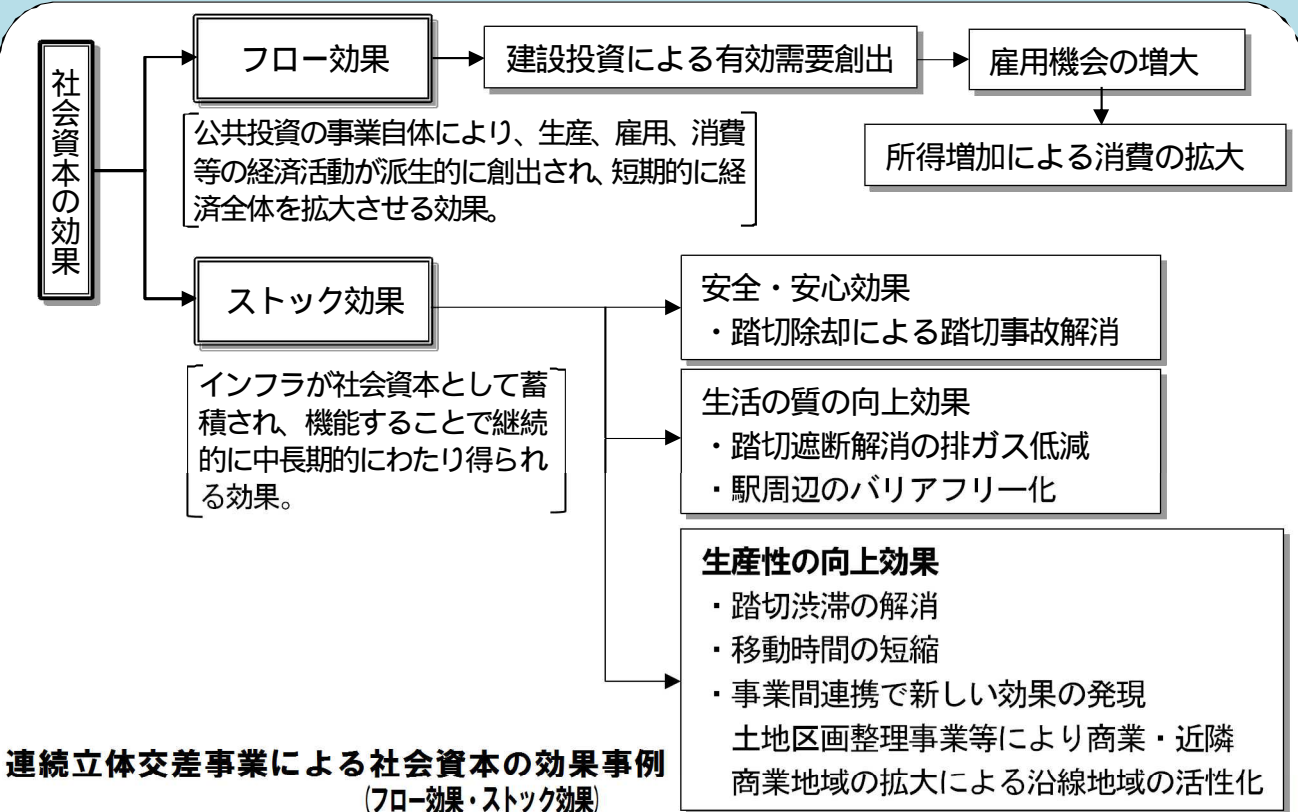 社会資本の効果
フロー効果
建設投資による有効需要創出
雇用機会の増大
所得増加による消費の拡大
公共投資の事業自体により、生産、雇用、消費
等の経済活動が派生的に創出され、短期的に経
済全体を拡大させる効果。
ストック効果
インフラが社会資本として蓄
積され、機能することで継続
的に中長期的にわたり得られ
る効果。
安全・安心効果
・踏切除却による踏切事故解消
生活の質の向上効果
・踏切遮断解消の排ガス低減
・駅周辺のバリアフリー化
生産性の向上効果
・踏切渋滞の解消
・移動時間の短縮
・事業間連携で新しい効果の発現
土地区画整理事業等により商業・近隣
商業地域の拡大による沿線地域の活性化
連続立体交差事業による社会資本の効果事例
(フロー効果・ストック効果)